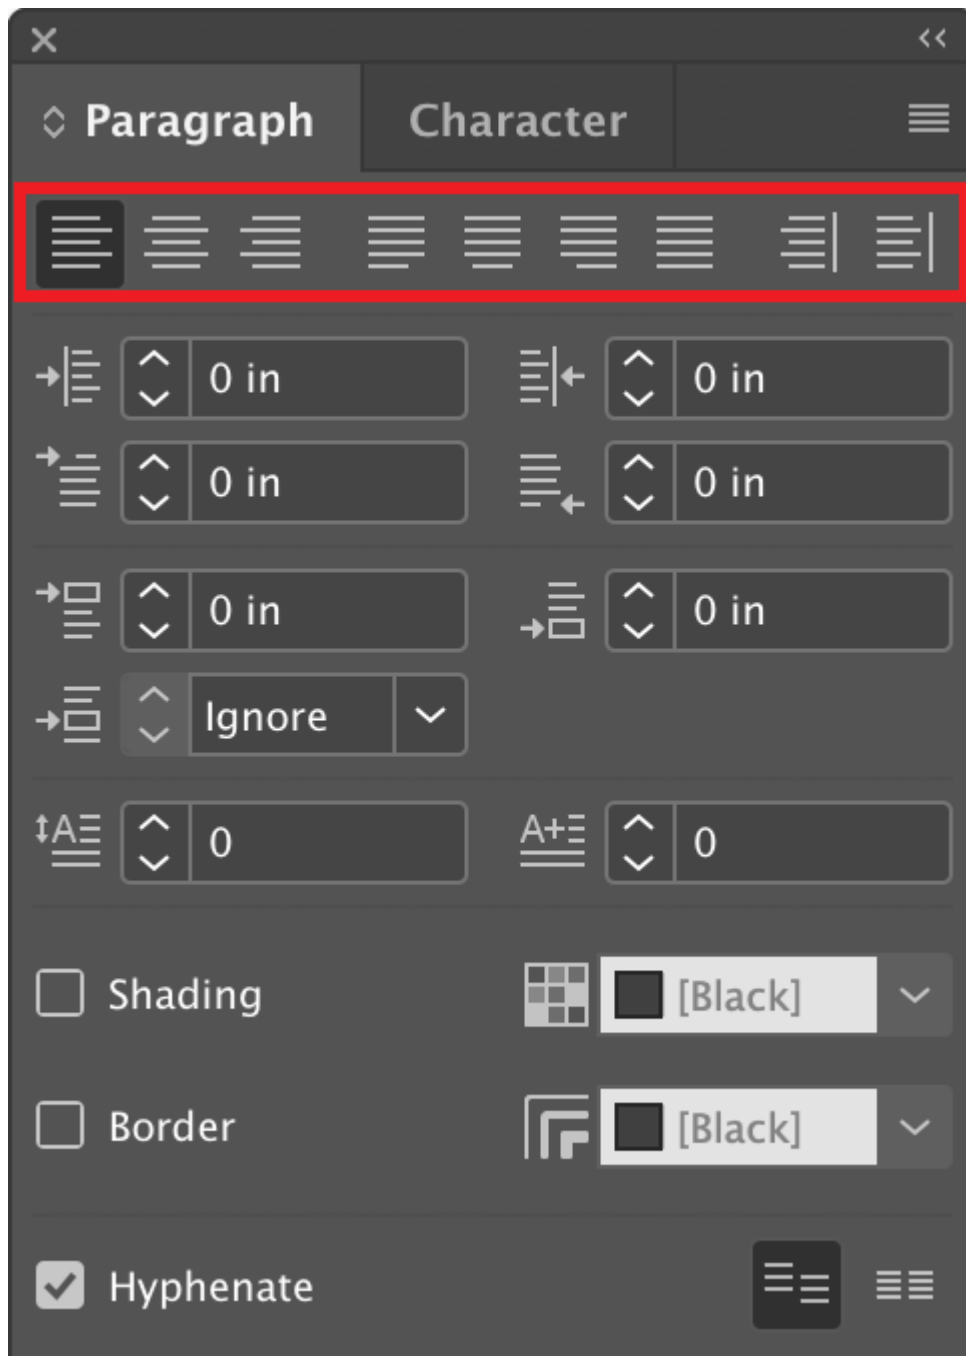 Paragraph Character
0 in 0 in
0 in 0 in
0 in 0 in
Ignore
0 0
Shading [Black]
Border [Black]
Hyphenate